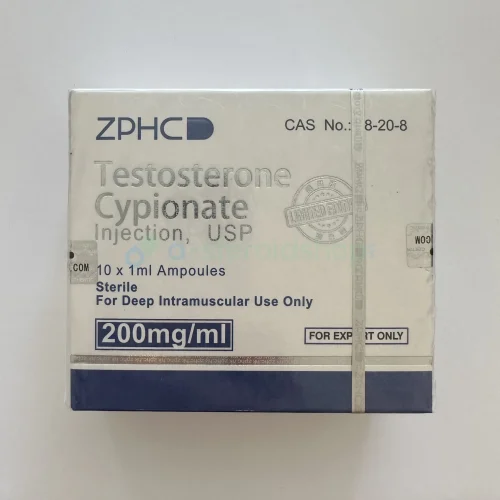 ZPHC
CAS No.: 8-20-8
Testosterone
Cypionate
Injection, USP
10 x 1ml Ampoules
Sterile
For Deep Intramuscular Use Only
200mg/ml
FOR EXPORT ONLY
.COM